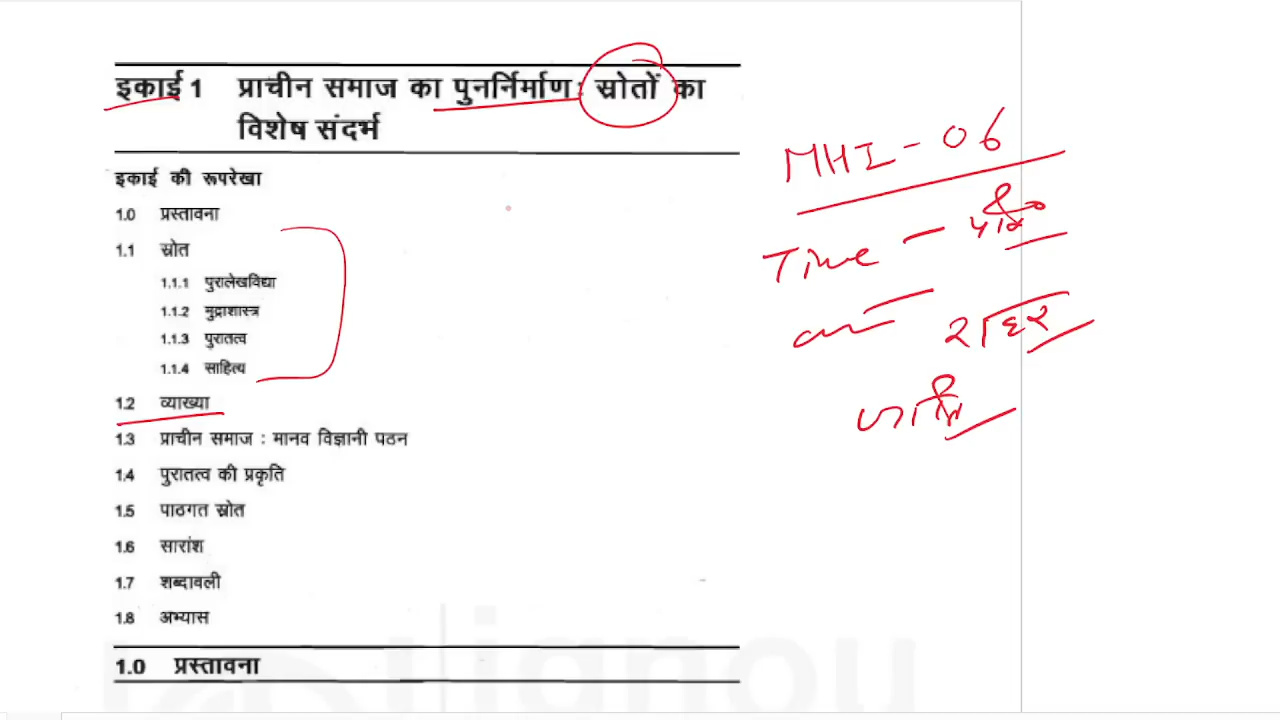 इकाई 1 प्राचीन समाज का पुनर्निर्माण: स्रोतों का
विशेष संदर्भ
इकाई की रूपरेखा
1.0 प्रस्तावना
1.1 स्रोत
1.1.1 पुरालेखविद्या
1.1.2 मुद्राशास्त्र
1.1.3 पुरातत्व
1.1.4 साहित्य
1.2 व्याख्या
1.3 प्राचीन समाज : मानव विज्ञानी पठन
1.4 पुरातत्व की प्रकृति
1.5 पाठगत स्रोत
1.6 सारांश
1.7 शब्दावली
1.8 अभ्यास
1.0 प्रस्तावना
ignou
MHI - 06
Time -